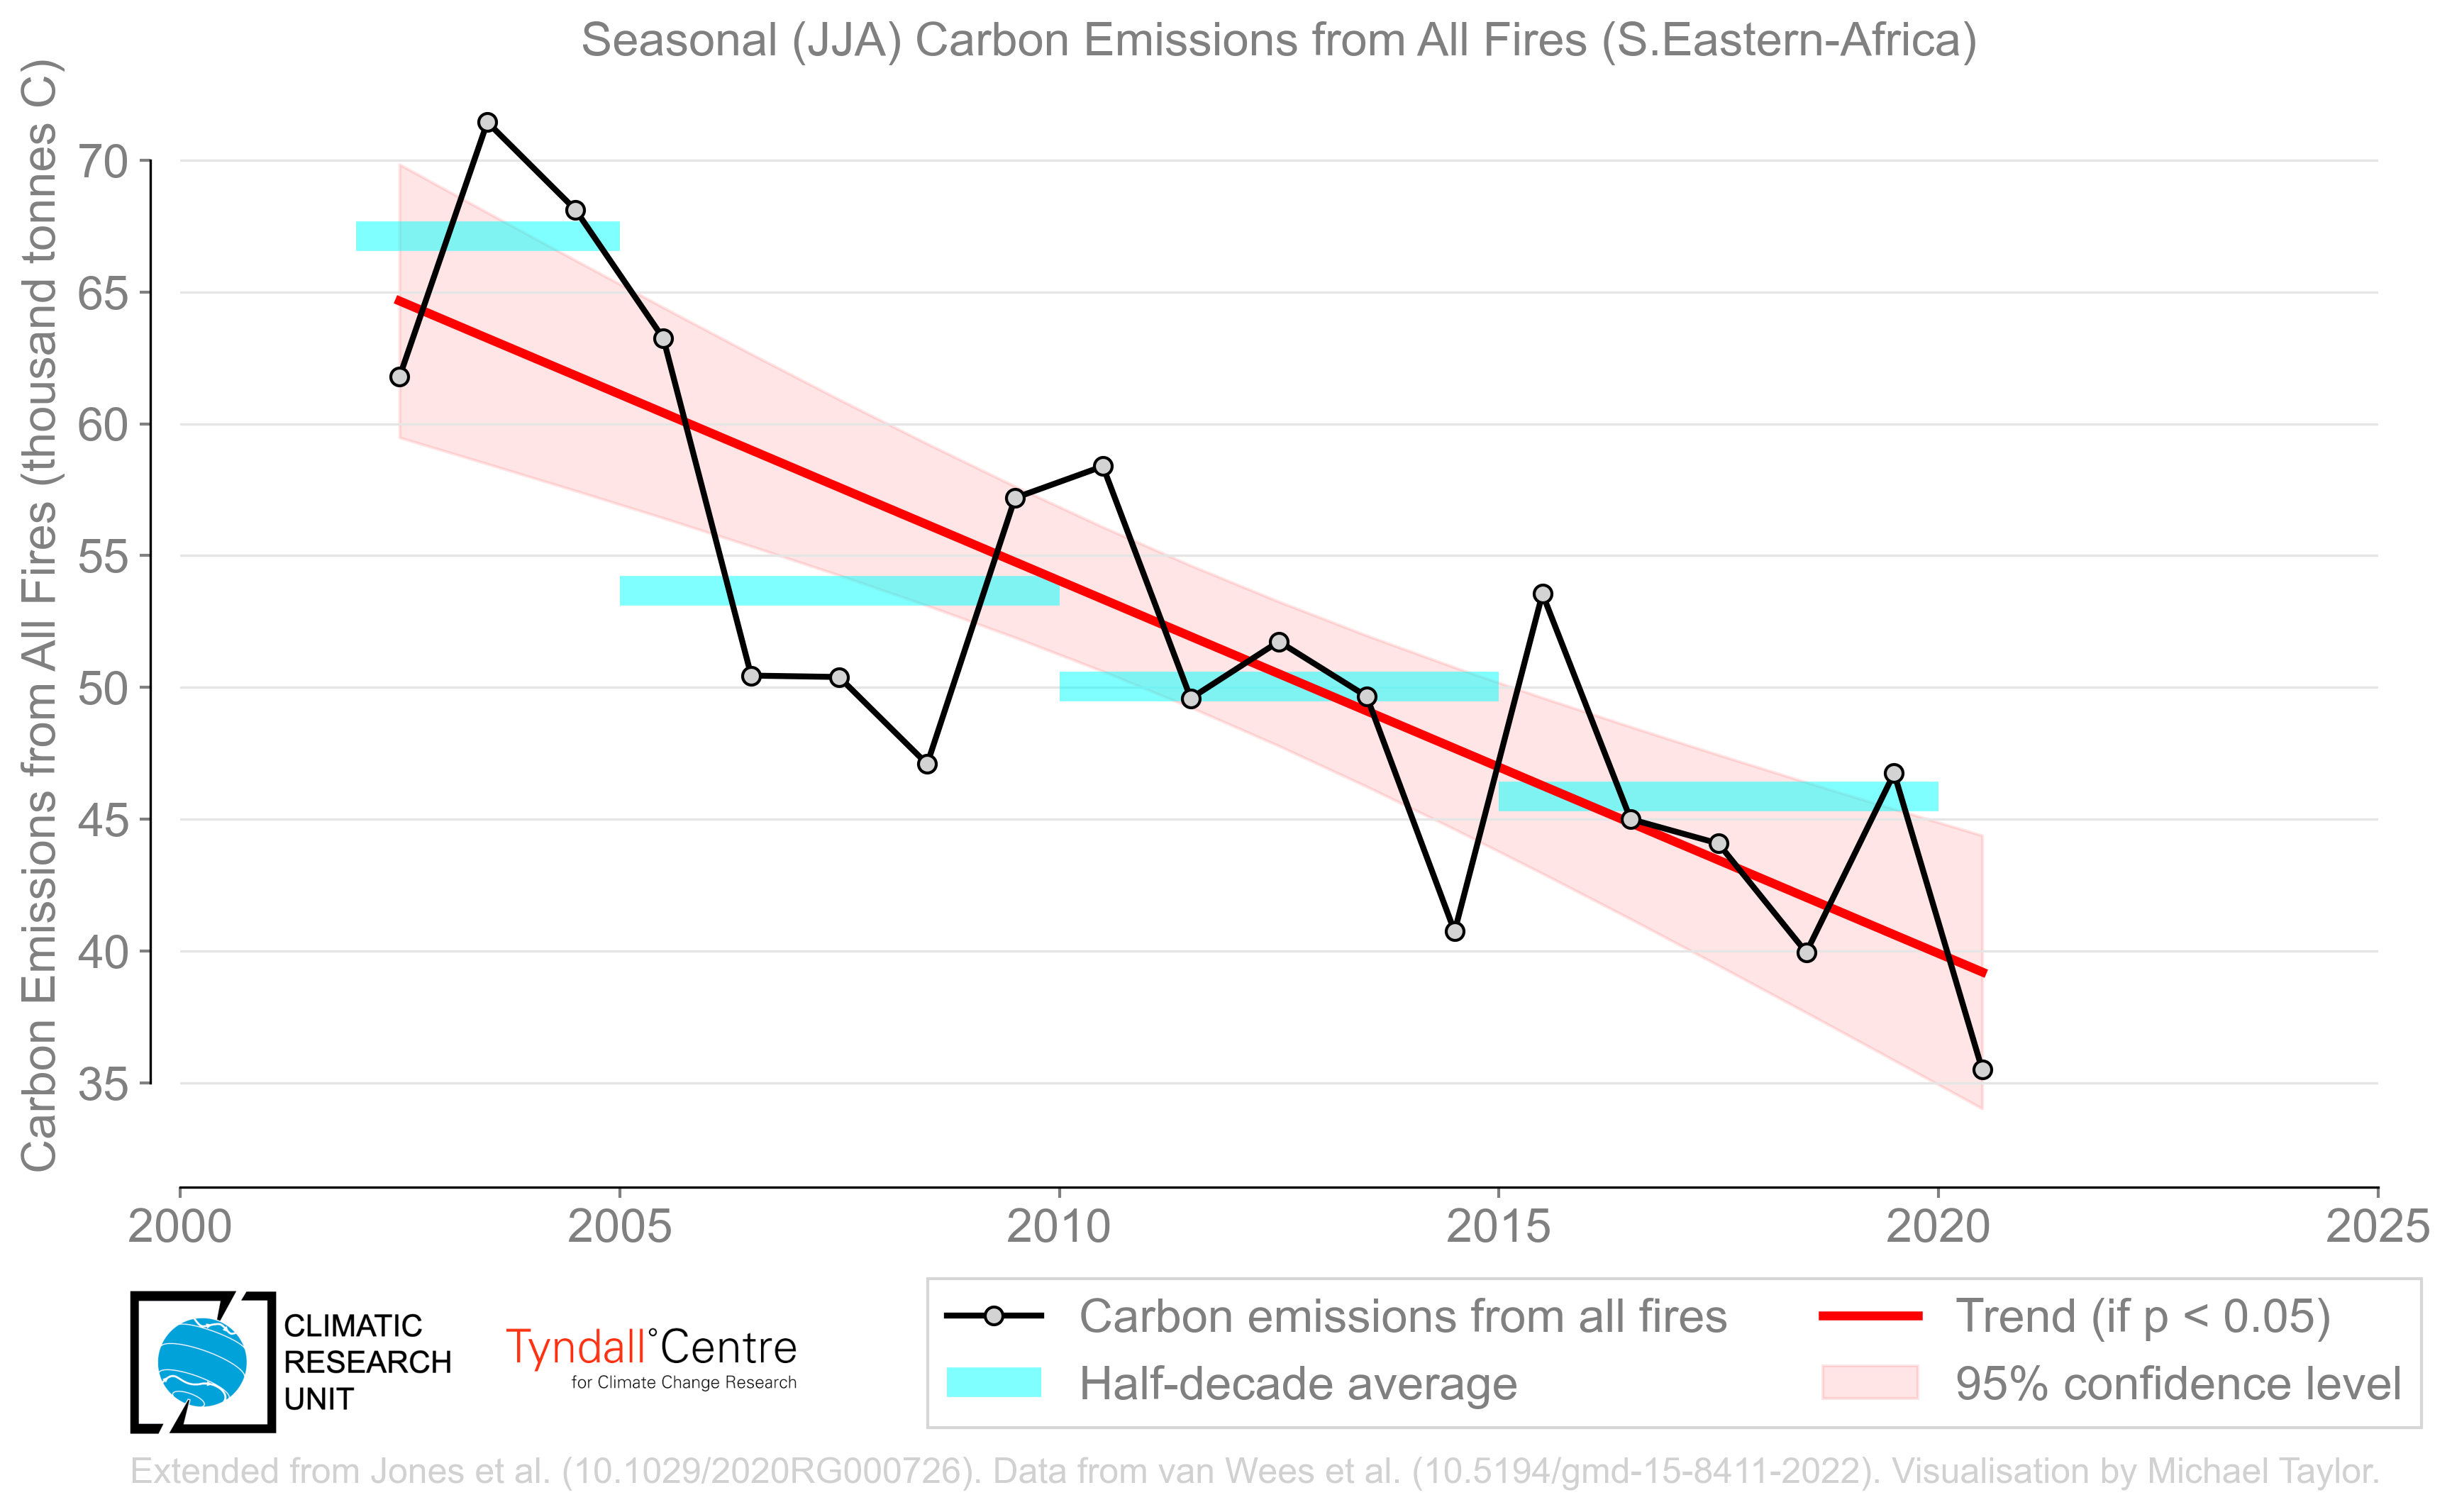 Seasonal (JJA) Carbon Emissions from All Fires (S.Eastern-Africa)
Carbon Emissions from All Fires (thousand tonnes C)
70
65
60
55
50
45
40
35
2000 2005 2010 2015 2020 2025
CLIMATIC
RESEARCH
UNIT
Tyndall°Centre
for Climate Change Research
Carbon emissions from all fires
Half-decade average
Trend (if p < 0.05)
95% confidence level
Extended from Jones et al. (10.1029/2020RG000726). Data from van Wees et al. (10.5194/gmd-15-8411-2022). Visualisation by Michael Taylor.